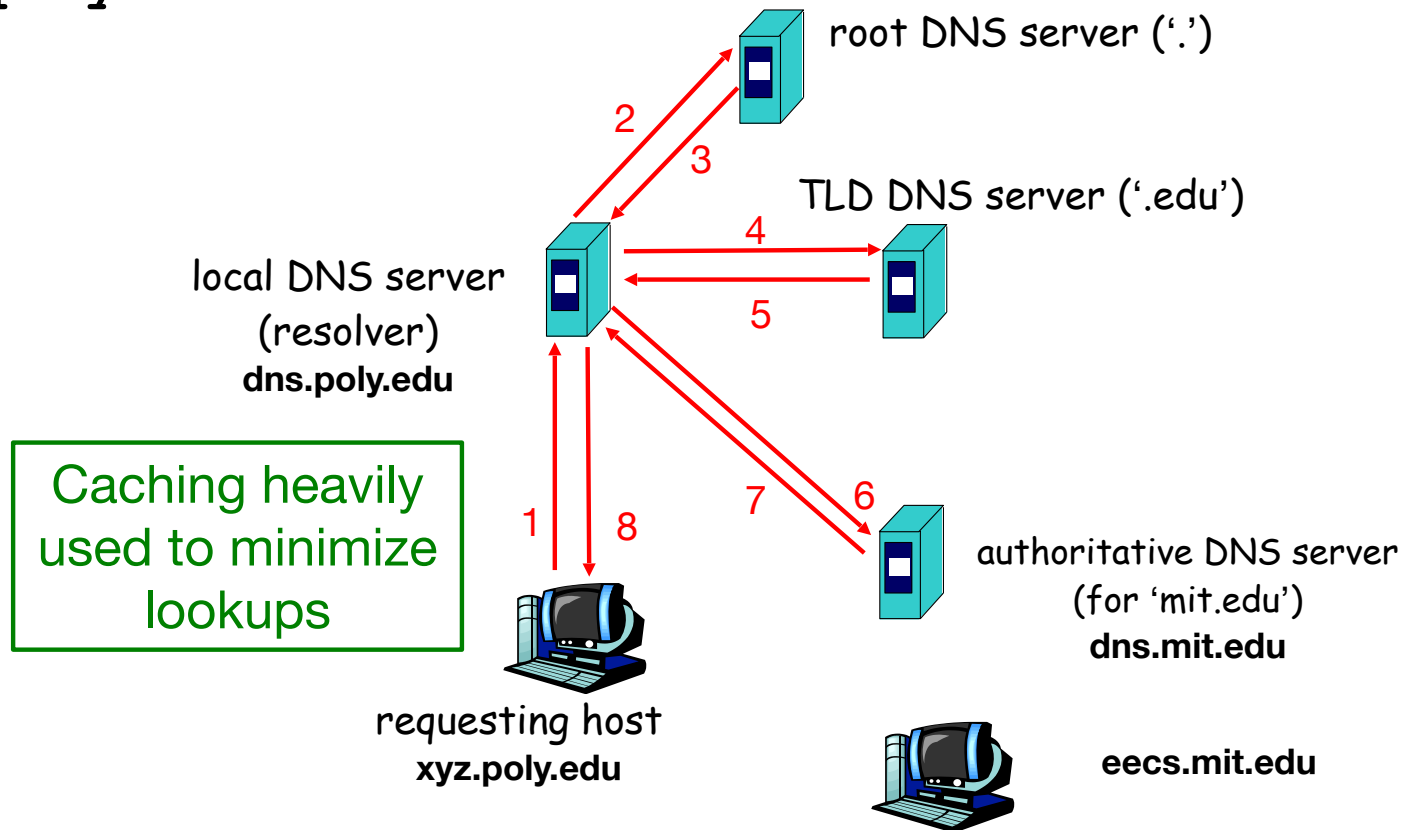 root DNS server (‘.’)
2
3
TLD DNS server (‘.edu’)
4
5
local DNS server
(resolver)
dns.poly.edu
Caching heavily
used to minimize
lookups
1
8
7
6
authoritative DNS server
(for ‘mit.edu’)
dns.mit.edu
requesting host
xyz.poly.edu
eecs.mit.edu